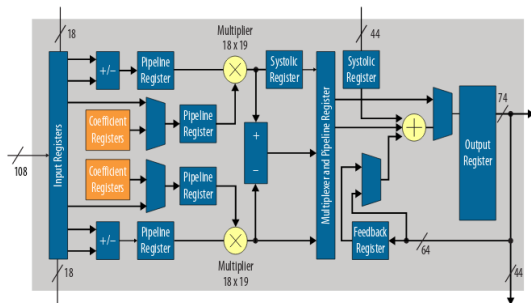 18
44
Multiplier
18 x 19
+/−
Pipeline
Register
Systolic
Register
Systolic
Register
Coefficient
Registers
Pipeline
Register
Input Registers
108
+
−
Multiplexer and Pipeline Register
+
74
Output
Register
Coefficient
Registers
Pipeline
Register
+/−
Pipeline
Register
Feedback
Register
64
Multiplier
18 x 19
18
44